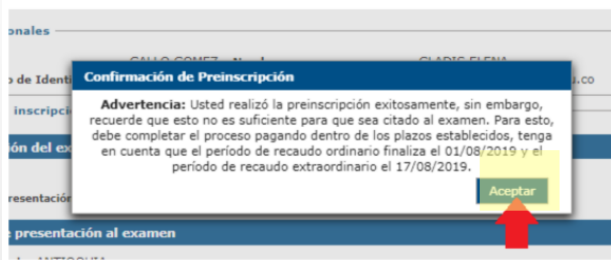 onales
GALLO GOMEZ
GLADIS ELENA
o de Identi
Confirmación de Preinscripción
u.co
Advertencia: Usted realizó la preinscripción exitosamente, sin embargo,
inscripci
recuerde que esto no es suficiente para que sea citado al examen. Para esto,
debe completar el proceso pagando dentro de los plazos establecidos, tenga
ión del ex
en cuenta que el período de recaudo ordinario finaliza el 01/08/2019 y el
período de recaudo extraordinario el 17/08/2019.
resentación
Aceptar
presentación al examen
ANTIOQUIA